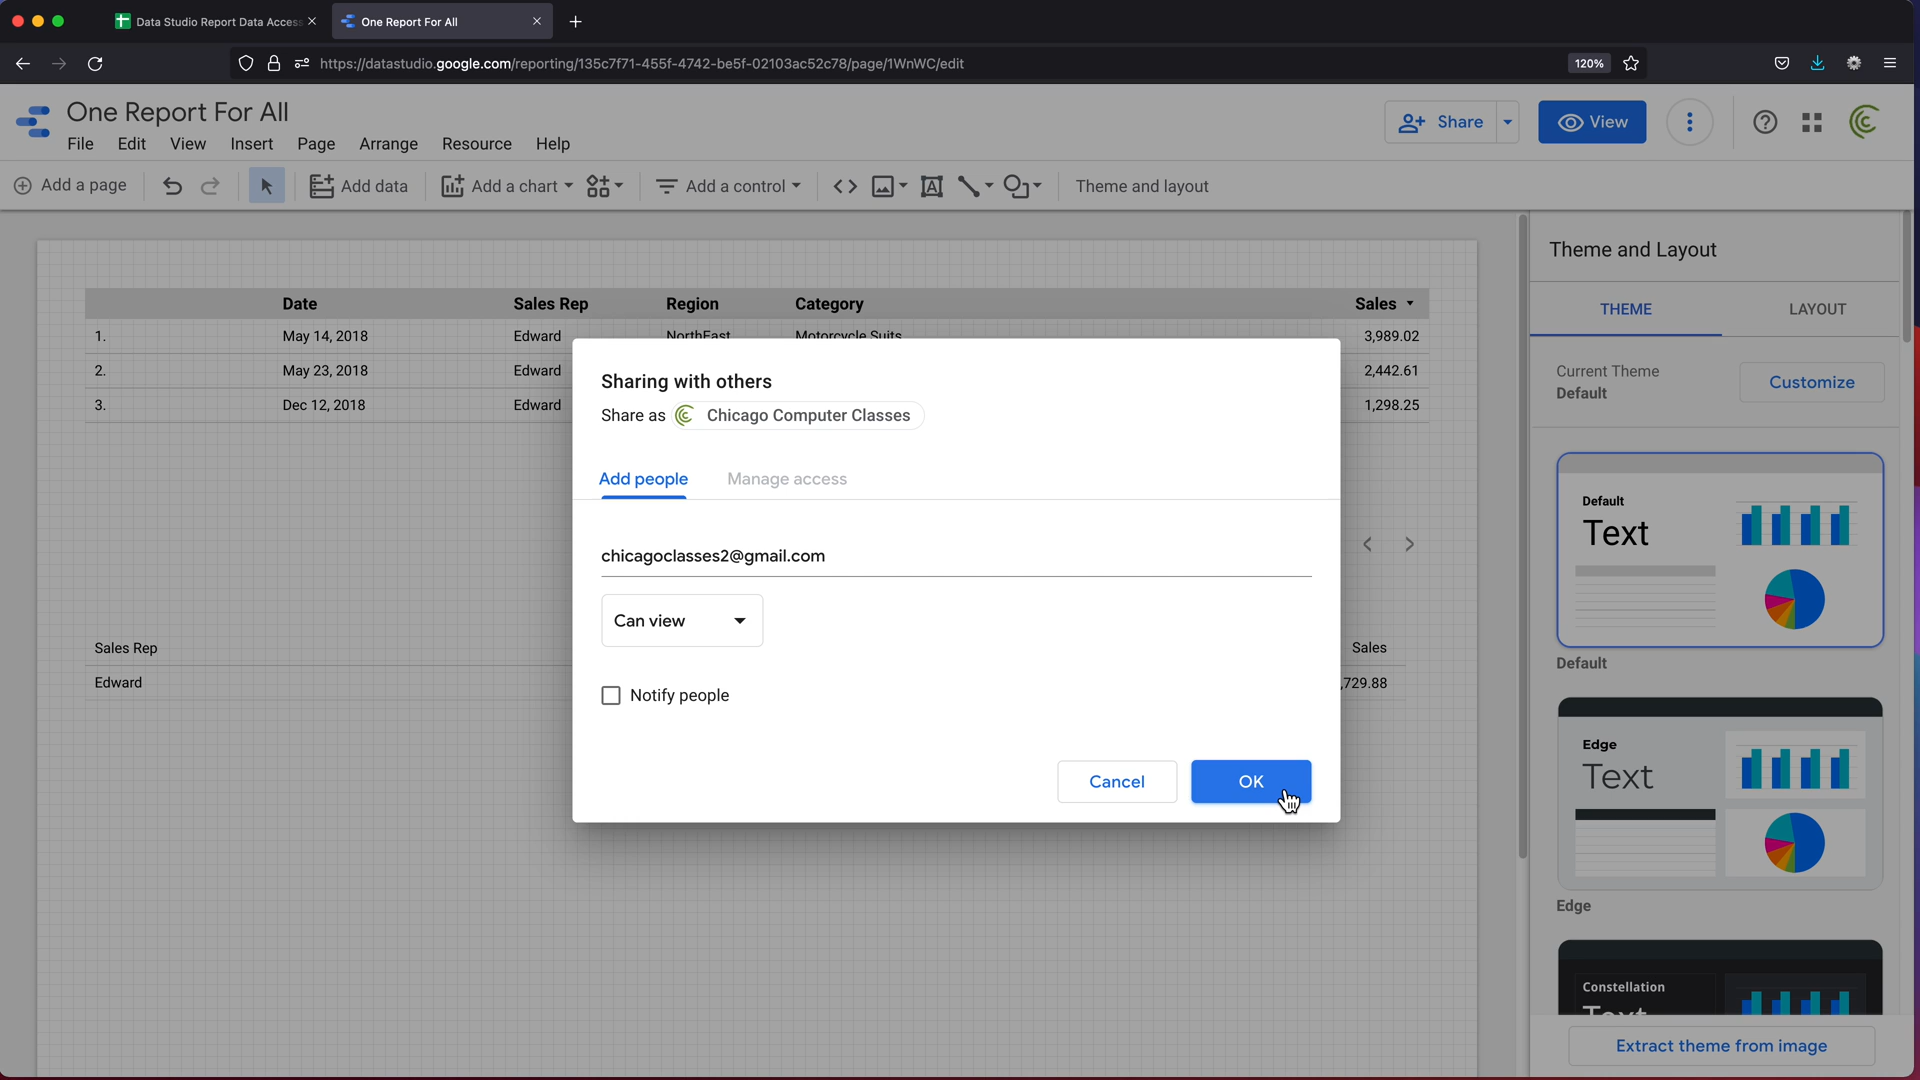 Data Studio Report Data Access
One Report For All
https://datastudio.google.com/reporting/135c7f71-455f-4742-be5f-02103ac52c78/page/1WnWC/edit
120%
One Report For All
File Edit View Insert Page Arrange Resource Help
Share
View
Add a page
Add data
Add a chart
Add a control
Theme and layout
Date Sales Rep Region Category Sales
1. May 14, 2018 Edward NorthEast Motorcycle Suits 3,989.02
2. May 23, 2018 Edward 2,442.61
3. Dec 12, 2018 Edward 1,298.25
Sales Rep Sales
Edward ,729.88
Sharing with others
Share as Chicago Computer Classes
Add people Manage access
chicagoclasses2@gmail.com
Can view
Notify people
Cancel OK
Theme and Layout
THEME LAYOUT
Current Theme
Default
Customize
Default
Text
Default
Edge
Text
Edge
Constellation
Text
Extract theme from image